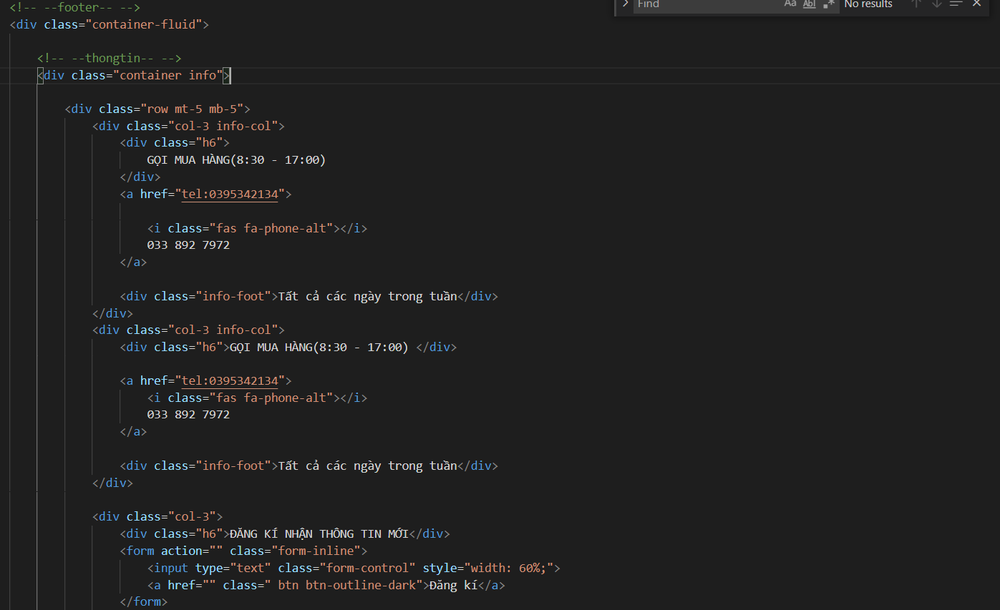 <!-- --footer-- -->
Find
Aa Abl .* No results
<div class="container-fluid">
<!-- --thongtin-- -->
<div class="container info">
<div class="row mt-5 mb-5">
<div class="col-3 info-col">
<div class="h6">
GỌI MUA HÀNG(8:30 - 17:00)
</div>
<a href="tel:0395342134">
<i class="fas fa-phone-alt"></i>
033 892 7972
</a>
<div class="info-foot">Tất cả các ngày trong tuần</div>
</div>
<div class="col-3 info-col">
<div class="h6">GỌI MUA HÀNG(8:30 - 17:00) </div>
<a href="tel:0395342134">
<i class="fas fa-phone-alt"></i>
033 892 7972
</a>
<div class="info-foot">Tất cả các ngày trong tuần</div>
</div>
<div class="col-3">
<div class="h6">ĐĂNG KÍ NHẬN THÔNG TIN MỚI</div>
<form action="" class="form-inline">
<input type="text" class="form-control" style="width: 60%;">
<a href="" class=" btn btn-outline-dark">Đăng kí</a>
</form>